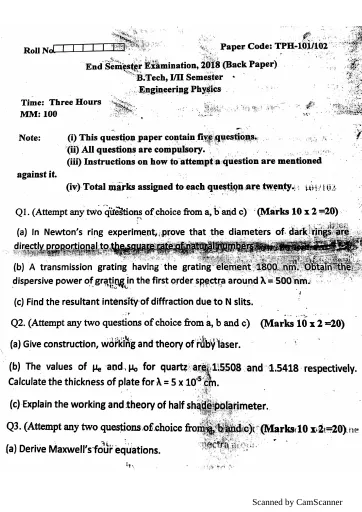 Roll No
Paper Code: TPH-101/102
End Semester Examination, 2018 (Back Paper)
B.Tech, I/II Semester
Engineering Physics
Time: Three Hours
MM: 100
Note: (i) This question paper contain five questions.
(ii) All questions are compulsory.
(iii) Instructions on how to attempt a question are mentioned
against it.
(iv) Total marks assigned to each question are twenty. 101/102
Q1. (Attempt any two questions of choice from a, b and c) (Marks 10 x 2 =20)
(a) In Newton's ring experiment, prove that the diameters of dark rings are
directly proportional to the square rate of natural numbers
(b) A transmission grating having the grating element 1800 nm. Obtain the
dispersive power of grating in the first order spectra around λ = 500 nm.
(c) Find the resultant intensity of diffraction due to N slits.
Q2. (Attempt any two questions of choice from a, b and c) (Marks 10 x 2 =20)
(a) Give construction, working and theory of ruby laser.
(b) The values of μe and μo for quartz are 1.5508 and 1.5418 respectively.
Calculate the thickness of plate for λ = 5 x 10⁻⁵ cm.
(c) Explain the working and theory of half shade polarimeter.
Q3. (Attempt any two questions of choice from a, b and c) (Marks 10 x 2 =20)
(a) Derive Maxwell's four equations.
Scanned by CamScanner